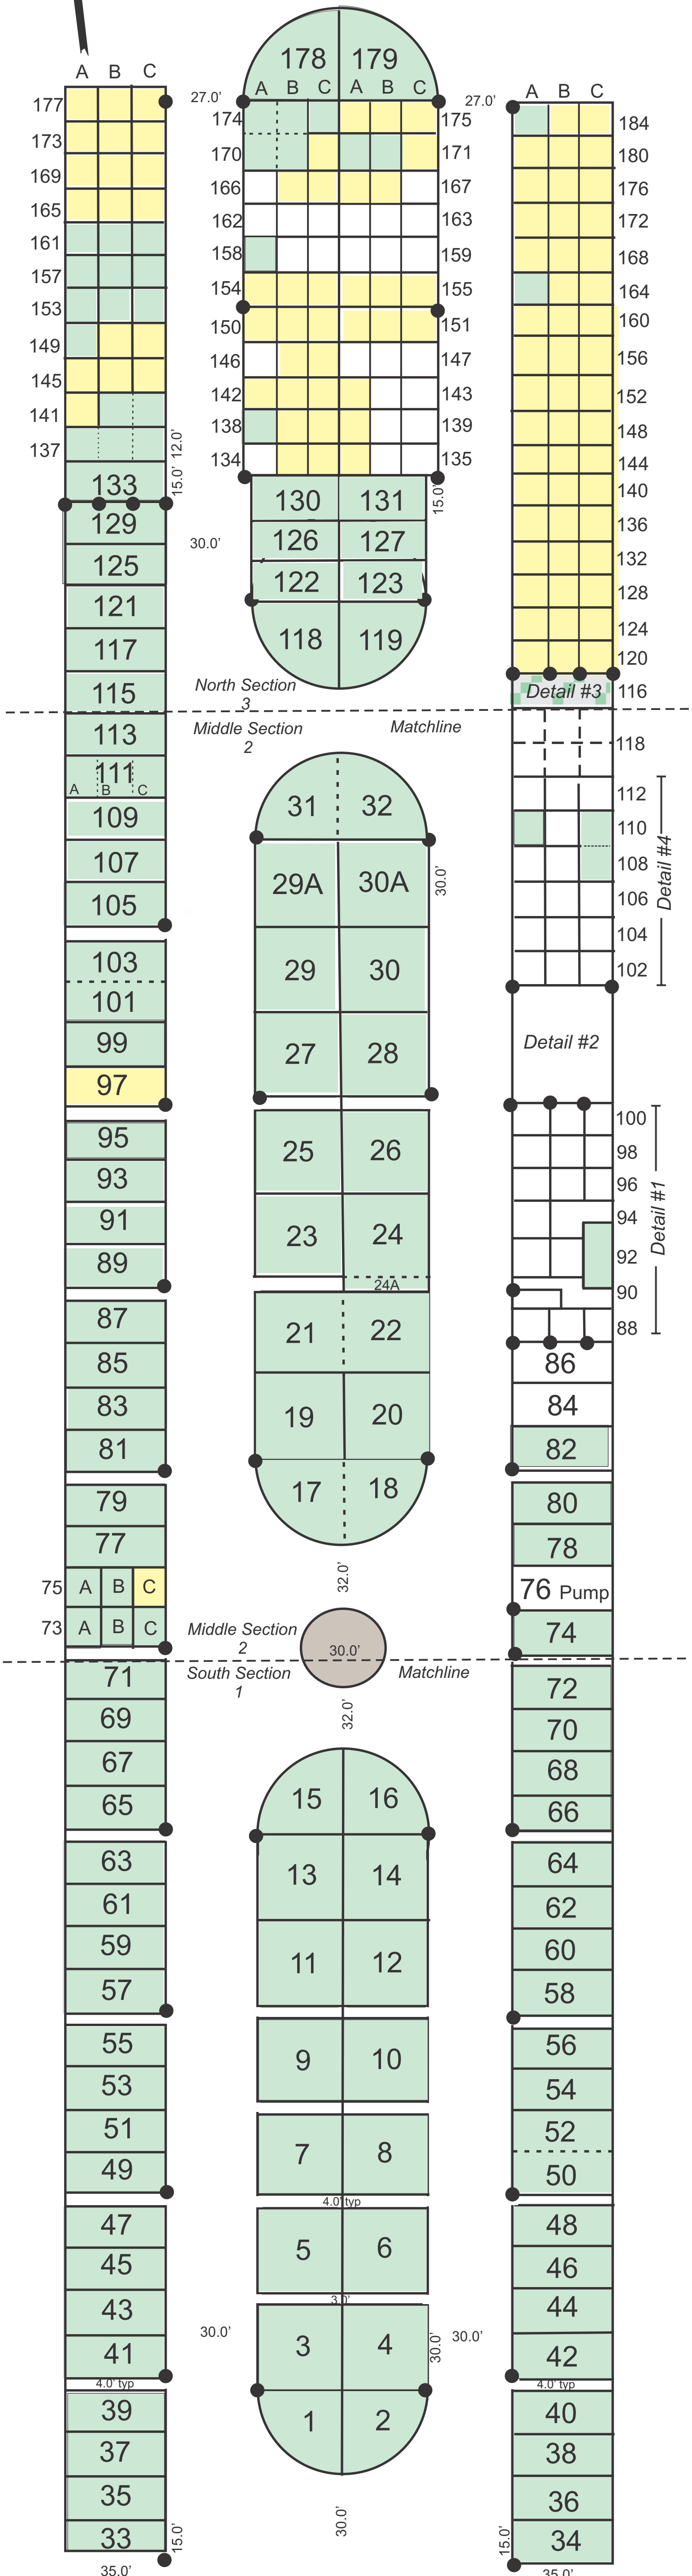 178 179
A B C
A B C A B C
A B C
177 27.0' 27.0'
174 175 184
173 170 171 180
169 166 167 176
165 162 163 172
161 158 159 168
157 154 155 164
153 150 151 160
149 146 147 156
145 142 143 152
141 138 139 148
137 12.0' 134 135 144
133 15.0' 130 131 15.0' 140
129 30.0' 126 127 136
125 122 123 132
121 118 119 128
117 124
120
115 North Section
3
Detail #3 116
Middle Section
2
Matchline
113 118
111
A B C
31 32 112
109 110
107 29A 30A 30.0' 108 Detail #4
105 106
103 29 30 104
101 102
99 27 28 Detail #2
97
95 25 26 100
93 98
91 23 24 96
89 24A 94 Detail #1
87 21 22 92
90
88
85 86
83 19 20 84
81 82
79 17 18 80
77 78
75 A B C 32.0' 76 Pump
73 A B C Middle Section
2
30.0' 74
71 South Section
1
Matchline 72
69 32.0' 70
67 68
65 15 16 66
63 13 14 64
61 62
59 11 12 60
57 58
55 9 10 56
53 54
51 7 8 52
49 50
4.0' typ
47 5 6 48
45 46
3.0'
43 30.0' 3 4 30.0' 30.0' 44
41 42
4.0' typ 4.0' typ
39 1 2 40
37 38
35 36
33 15.0' 30.0' 15.0' 34
35.0' 35.0'